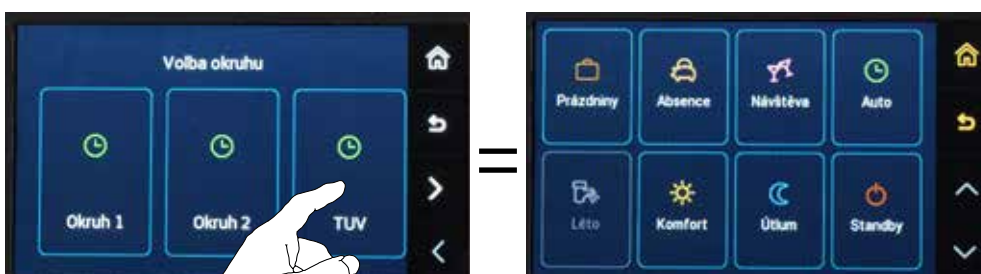 Volba okruhu
Okruh 1
Okruh 2
TUV
=
Prázdniny Absence Návštěva Auto
Léto Komfort Útlum Standby